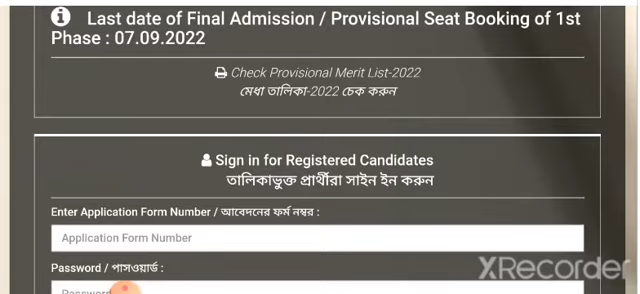 Last date of Final Admission / Provisional Seat Booking of 1st
Phase : 07.09.2022
Check Provisional Merit List-2022
মেধা তালিকা-2022 চেক করুন
Sign in for Registered Candidates
তালিকাভুক্ত প্রার্থীরা সাইন ইন করুন
Enter Application Form Number / আবেদনের ফর্ম নম্বর :
Application Form Number
Password / পাসওয়ার্ড :
Password
XRecorder